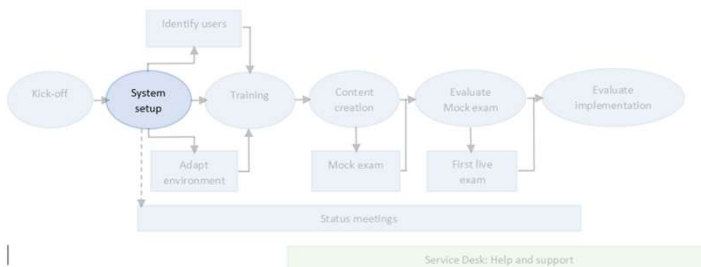 Identify users
Kick-off
System
setup
Training
Content
creation
Evaluate
Mock exam
Evaluate
implementation
Adapt
environment
Mock exam
First live
exam
Status meetings
Service Desk: Help and support